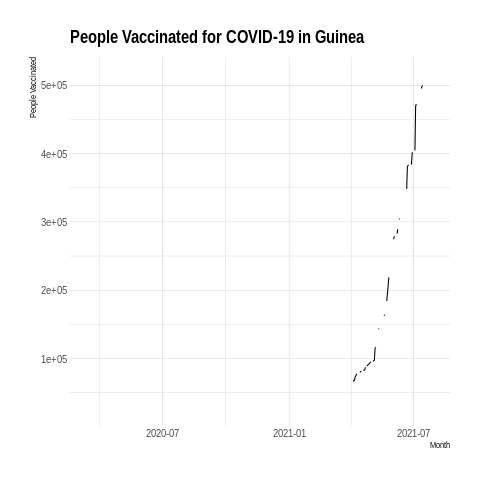 People Vaccinated for COVID-19 in Guinea
People Vaccinated
5e+05
4e+05
3e+05
2e+05
1e+05
2020-07 2021-01 2021-07
Month